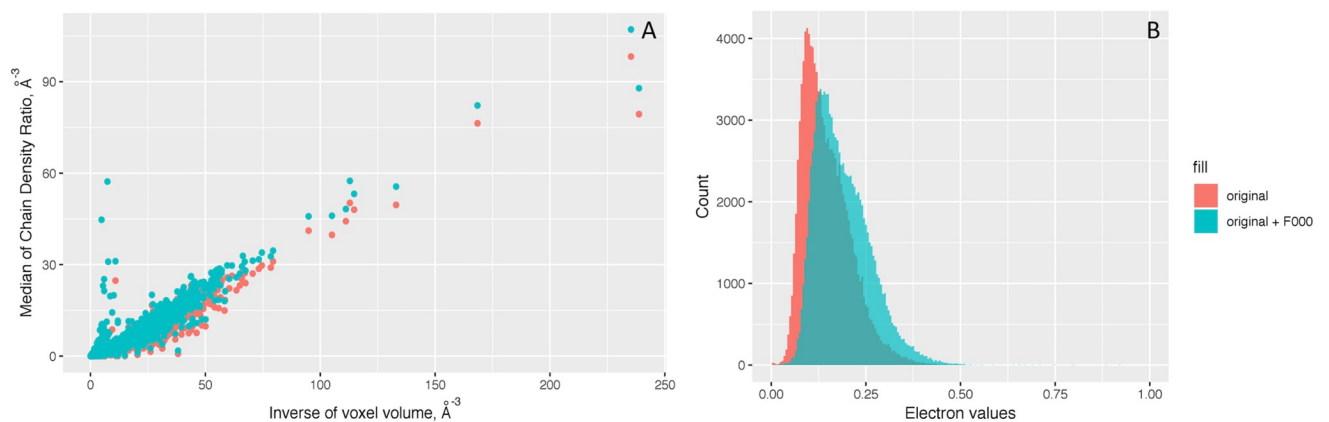 A
Median of Chain Density Ratio, Å-3
90
60
30
0
0
50
100
150
200
250
Inverse of voxel volume, Å-3
B
Count
4000
3000
2000
1000
0
0.00
0.25
0.50
0.75
1.00
Electron values
fill
original
original + F000